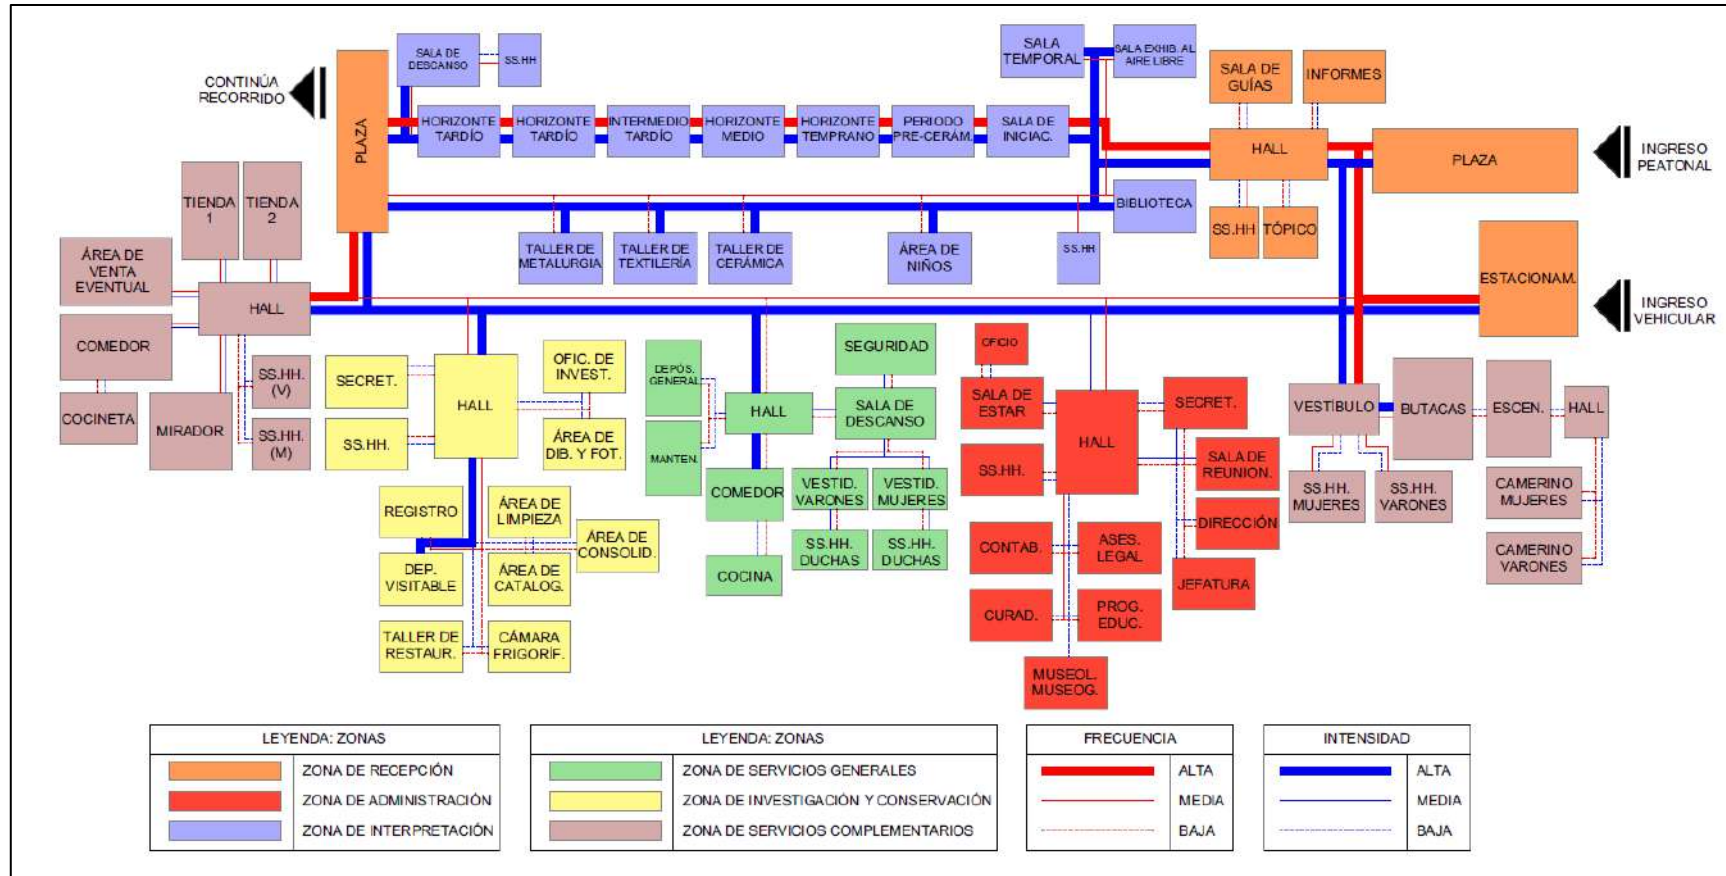 CONTINÚA
RECORRIDO
PLAZA
SALA DE
DESCANSO
SS.HH
HORIZONTE
TARDÍO
HORIZONTE
TARDÍO
INTERMEDIO
TARDÍO
HORIZONTE
MEDIO
HORIZONTE
TEMPRANO
PERIODO
PRE-CERÁM.
SALA DE
INICIAC.
SALA
TEMPORAL
SALA EXHIB. AL
AIRE LIBRE
SALA DE
GUÍAS
INFORMES
HALL
PLAZA
INGRESO
PEATONAL
SS.HH
TÓPICO
BIBLIOTECA
TALLER DE
METALURGIA
TALLER DE
TEXTILERÍA
TALLER DE
CERÁMICA
ÁREA DE
NIÑOS
SS.HH
ESTACIONAM.
INGRESO
VEHICULAR
TIENDA
1
TIENDA
2
ÁREA DE
VENTA
EVENTUAL
HALL
COMEDOR
COCINETA
MIRADOR
SS.HH.
(V)
SS.HH.
(M)
SECRET.
HALL
OFIC. DE
INVEST.
SS.HH.
ÁREA DE
DIB. Y FOT.
REGISTRO
ÁREA DE
LIMPIEZA
ÁREA DE
CONSOLID.
DEP.
VISITABLE
ÁREA DE
CATALOG.
TALLER DE
RESTAUR.
CÁMARA
FRIGORÍF.
SEGURIDAD
DEPÓS.
GENERAL
HALL
SALA DE
DESCANSO
MANTEN.
COMEDOR
VESTID.
VARONES
VESTID.
MUJERES
SS.HH.
DUCHAS
SS.HH.
DUCHAS
COCINA
OFICIO
SALA DE
ESTAR
HALL
SECRET.
SS.HH.
SALA DE
REUNION.
DIRECCIÓN
CONTAB.
ASES.
LEGAL
JEFATURA
CURAD.
PROG.
EDUC.
MUSEOL.
MUSEOG.
VESTÍBULO
BUTACAS
ESCEN.
HALL
SS.HH.
MUJERES
SS.HH.
VARONES
CAMERINO
MUJERES
CAMERINO
VARONES
LEYENDA: ZONAS
ZONA DE RECEPCIÓN
ZONA DE ADMINISTRACIÓN
ZONA DE INTERPRETACIÓN
LEYENDA: ZONAS
ZONA DE SERVICIOS GENERALES
ZONA DE INVESTIGACIÓN Y CONSERVACIÓN
ZONA DE SERVICIOS COMPLEMENTARIOS
FRECUENCIA
ALTA
MEDIA
BAJA
INTENSIDAD
ALTA
MEDIA
BAJA